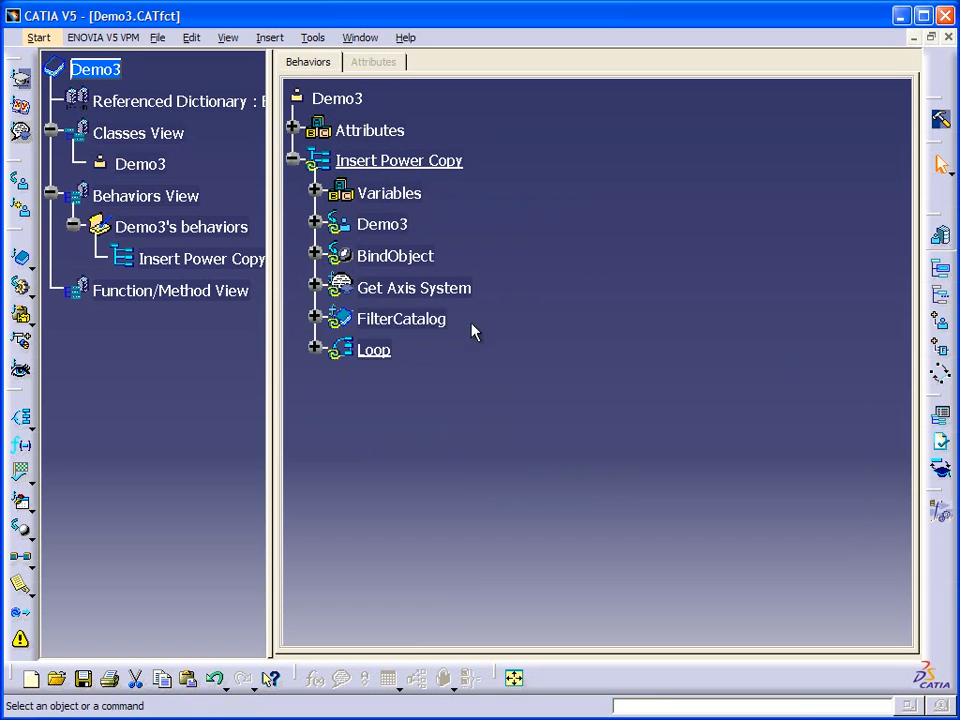 CATIA V5 - [Demo3.CATfct]
Start ENOVIA V5 VPM File Edit View Insert Tools Window Help
Demo3
Referenced Dictionary :
Classes View
Demo3
Behaviors View
Demo3's behaviors
Insert Power Copy
Function/Method View
Behaviors Attributes
Demo3
Attributes
Insert Power Copy
Variables
Demo3
BindObject
Get Axis System
FilterCatalog
Loop
CATIA
Select an object or a command